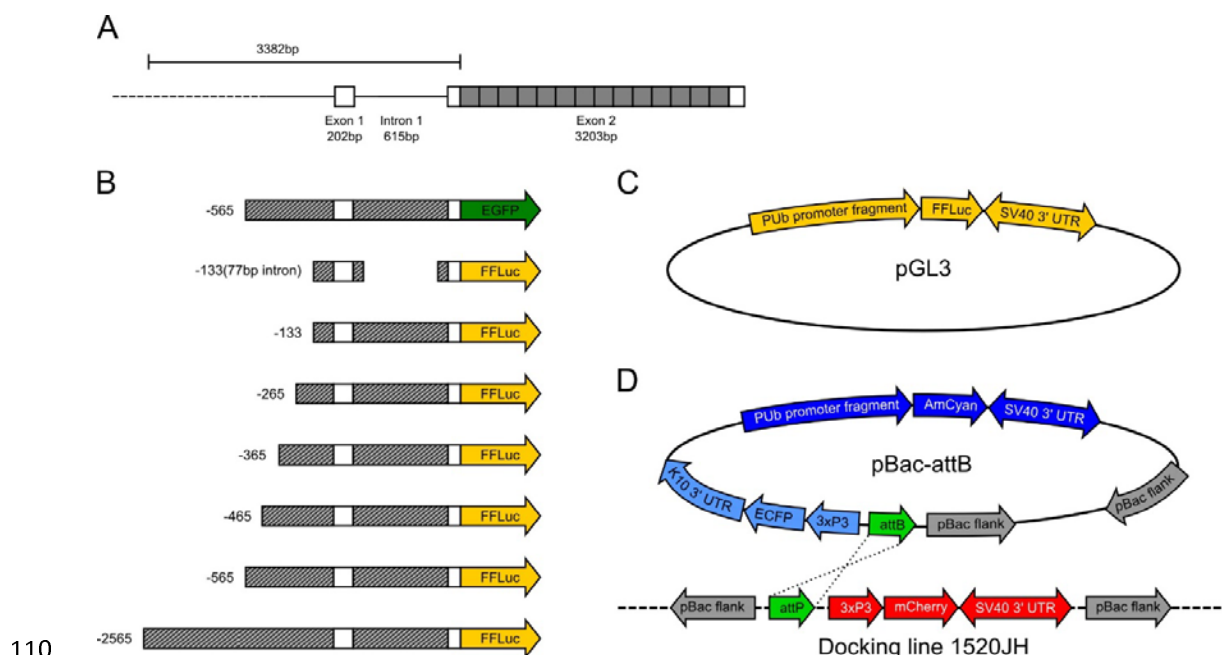 A
3382bp
Exon 1
202bp
Intron 1
615bp
Exon 2
3203bp
B
-565
EGFP
-133(77bp intron)
FFLuc
-133
FFLuc
-265
FFLuc
-365
FFLuc
-465
FFLuc
-565
FFLuc
-2565
FFLuc
110
C
PUb promoter fragment
FFLuc
SV40 3' UTR
pGL3
D
PUb promoter fragment
AmCyan
SV40 3' UTR
pBac-attB
K10 3' UTR
ECFP
3xP3
attB
pBac flank
pBac flank
pBac flank
attP
3xP3
mCherry
SV40 3' UTR
pBac flank
Docking line 1520JH